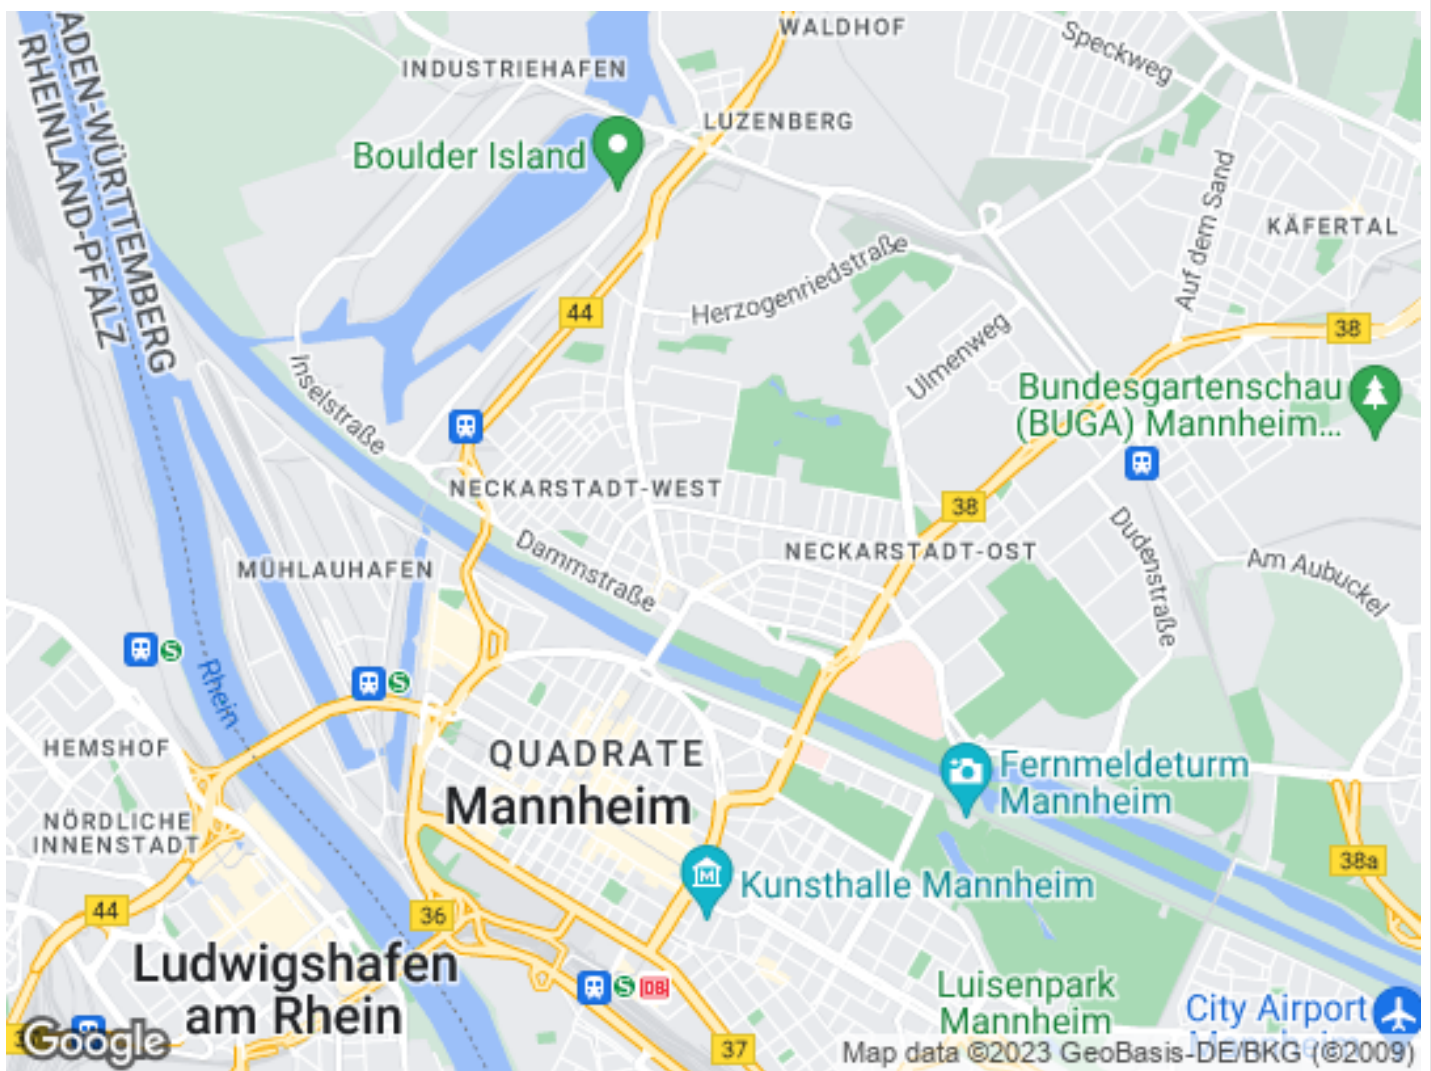 WALDHOF
Speckweg
INDUSTRIEHAFEN
ADEN-WÜRTTEMBERG
RHEINLAND-PFALZ
LUZENBERG
Boulder Island
Auf dem Sand
KÄFERTAL
Herzogenriedstraße
44
38
Ulmenweg
Inselstraße
Bundesgartenschau
(BUGA) Mannheim...
NECKARSTADT-WEST
38
Dudenstraße
NECKARSTADT-OST
Dammstraße
MÜHLAUHAFEN
Am Aubuckel
S
S
Rhein
HEMSHOF
QUADRATE
Mannheim
Fernmeldeturm
Mannheim
NÖRDLICHE
INNENSTADT
38a
M
Kunsthalle Mannheim
44
36
Ludwigshafen
am Rhein
S
DB
Luisenpark
Mannheim
City Airport
Mannheim
37
Google
Map data ©2023 GeoBasis-DE/BKG (©2009)